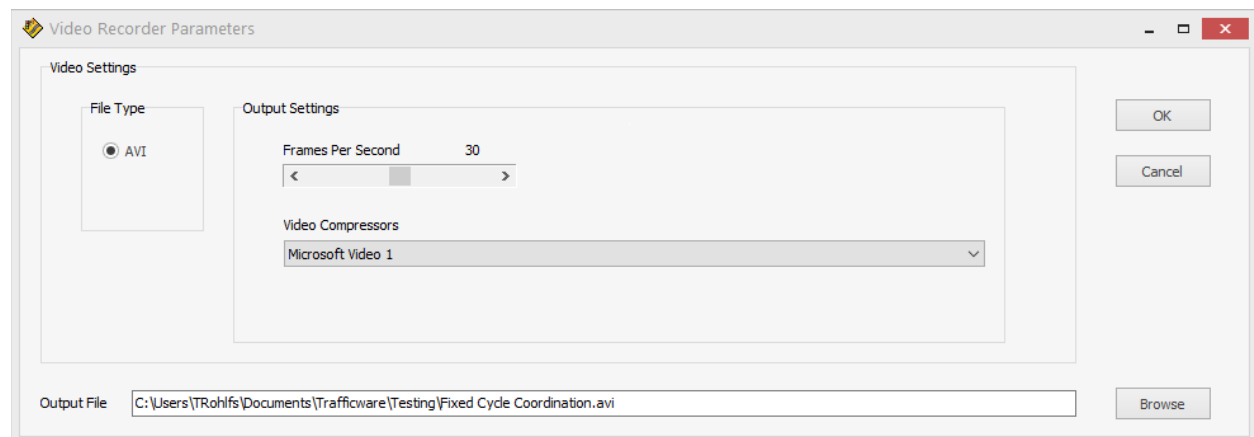 Video Recorder Parameters
Video Settings
File Type
AVI
Output Settings
Frames Per Second 30
Video Compressors
Microsoft Video 1
OK
Cancel
Output File C:\Users\TRohlfs\Documents\Trafficware\Testing\Fixed Cycle Coordination.avi
Browse